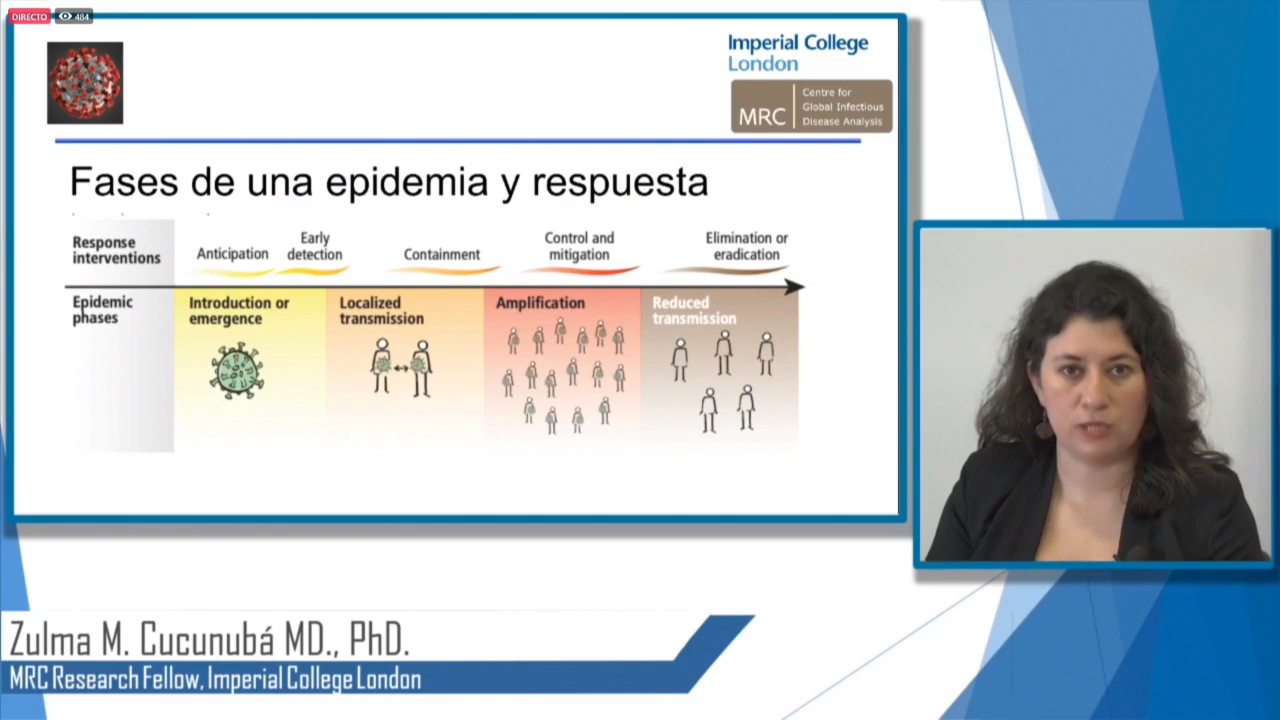 DIRECTO 484
Imperial College
London
MRC
Centre for
Global Infectious
Disease Analysis
Fases de una epidemia y respuesta
Response
interventions
Anticipation
Early
detection
Containment
Control and
mitigation
Elimination or
eradication
Epidemic
phases
Introduction or
emergence
Localized
transmission
Amplification
Reduced
transmission
Zulma M. Cucunubá MD., PhD.
MRC Research Fellow, Imperial College London